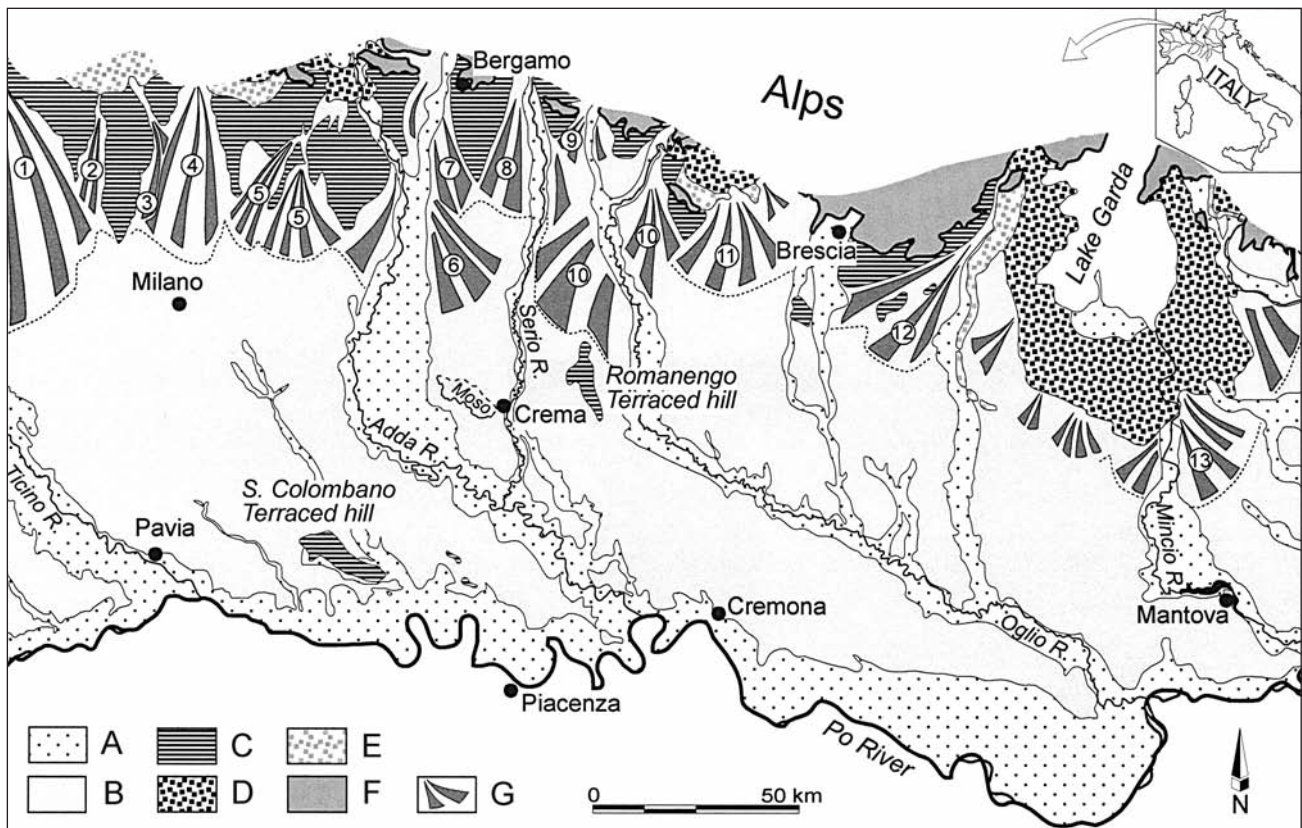 Bergamo
Alps
ITALY
1
2
3
4
5
5
6
7
8
9
10
10
11
12
13
Lake Garda
Brescia
Milano
Serio R.
Romanengo
Terraced hill
Moso
Crema
Adda R.
S. Colombano
Terraced hill
Ticino R.
Pavia
Mincio R.
Mantova
Cremona
Oglio R.
Piacenza
Po River
A
C
E
B
D
F
G
0
50 km
N